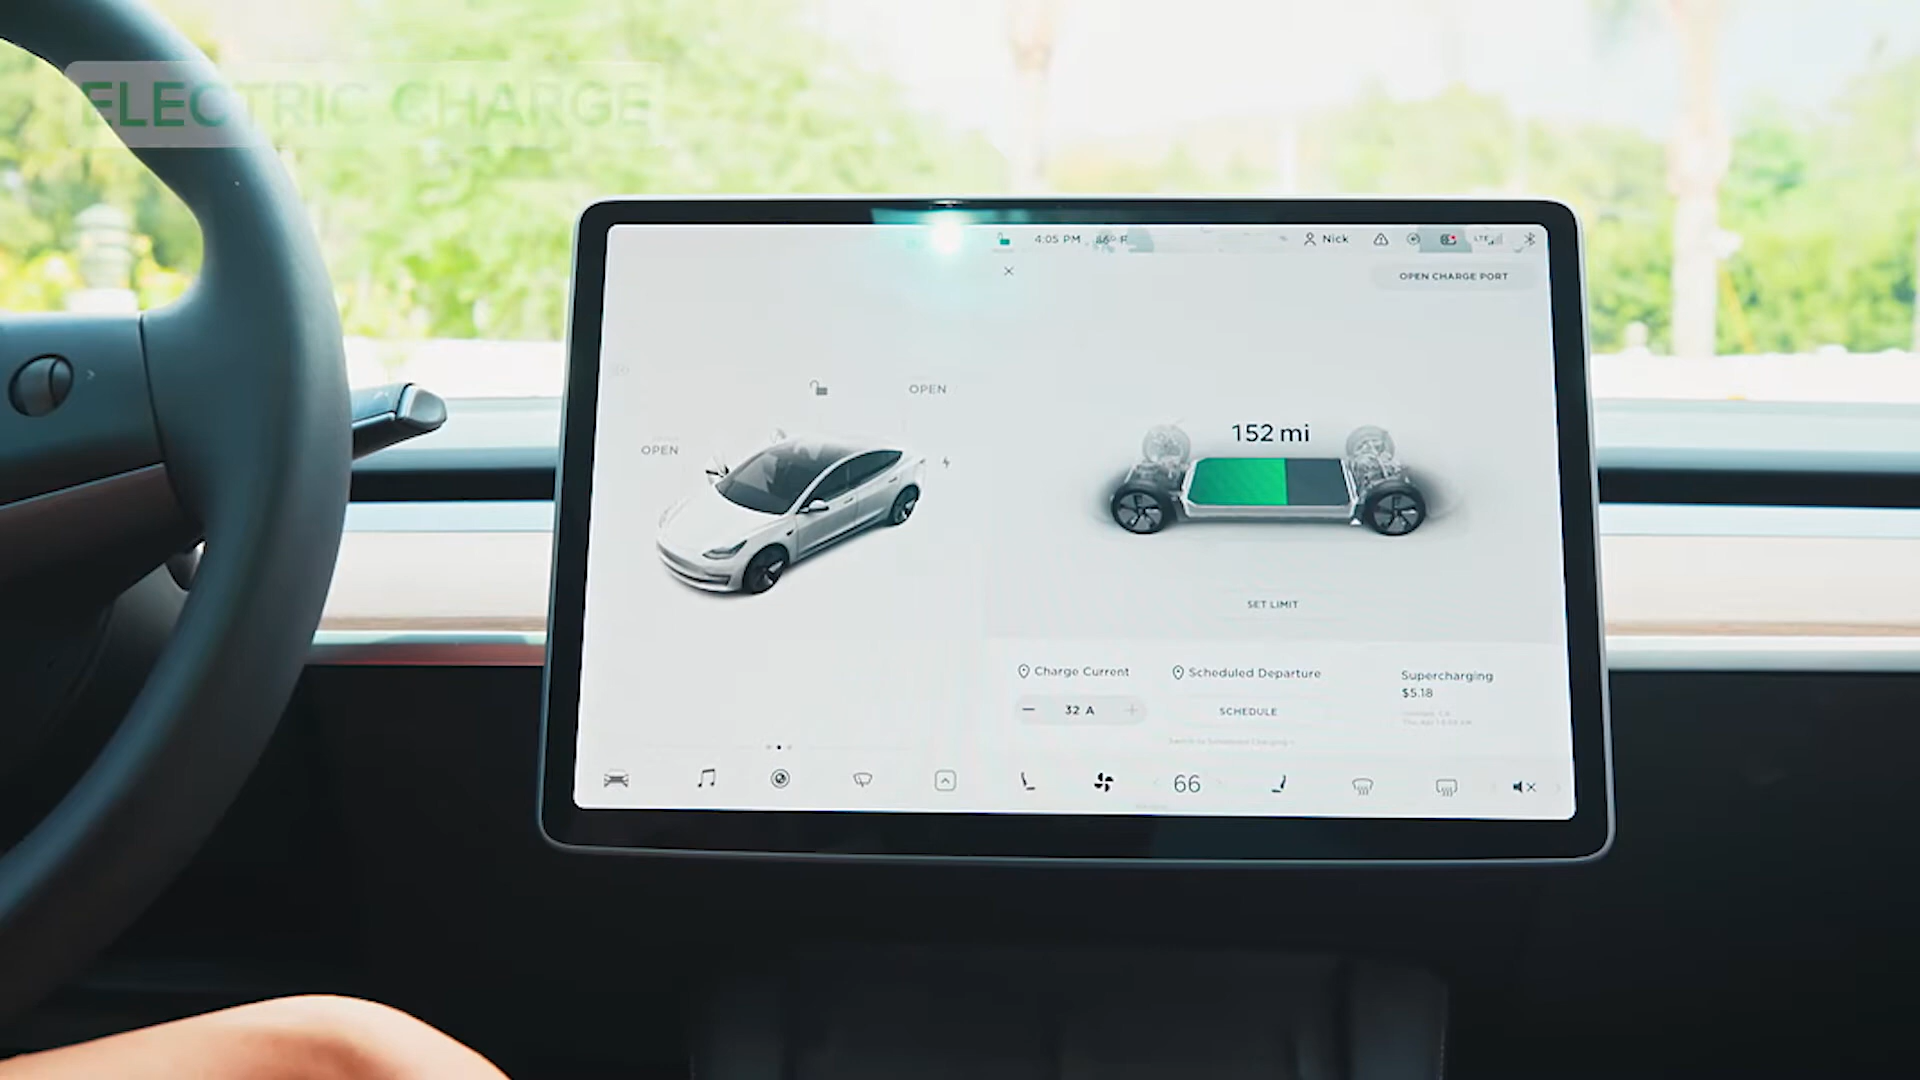 ELECTRIC CHARGE
4:05 PM
Nick
LTE
OPEN CHARGE PORT
OPEN
OPEN
152 mi
SET LIMIT
Charge Current
Scheduled Departure
Supercharging
$5.18
32 A
SCHEDULE
66